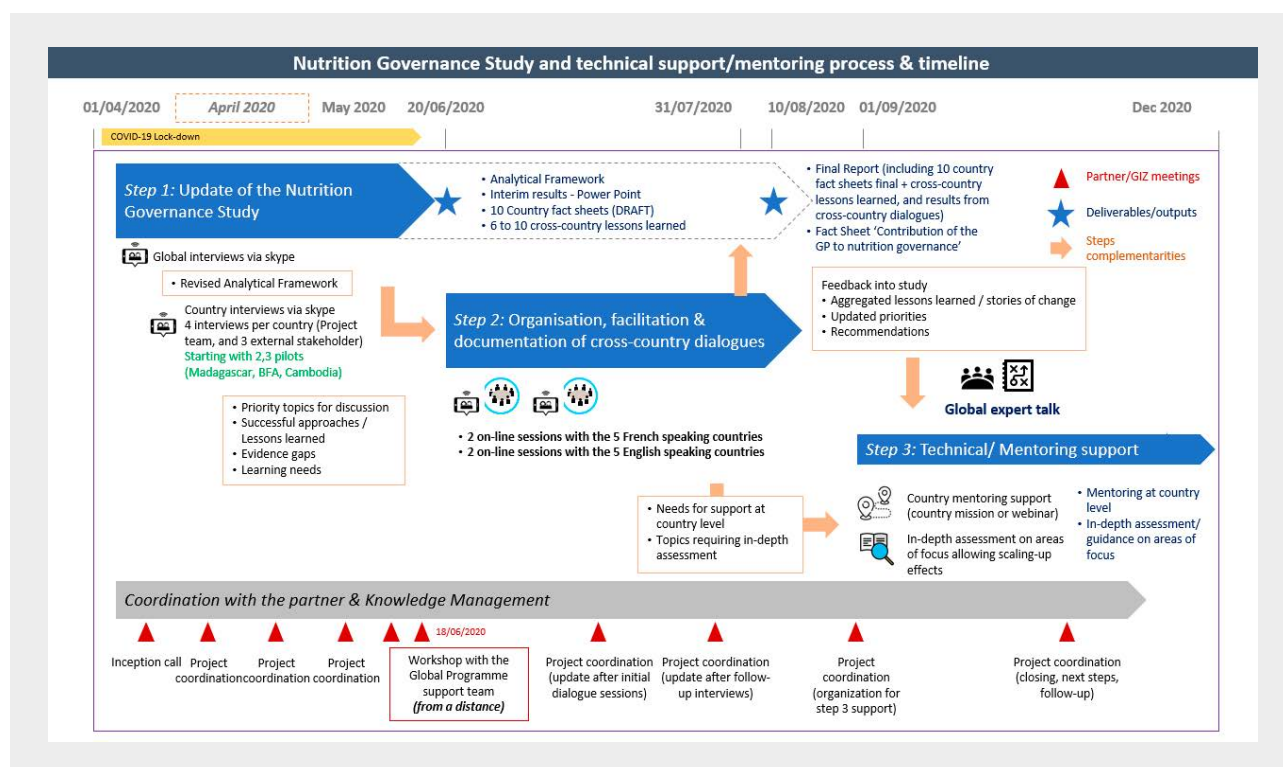 Nutrition Governance Study and technical support/mentoring process & timeline
01/04/2020
April 2020
May 2020
20/06/2020
31/07/2020
10/08/2020
01/09/2020
Dec 2020
COVID-19 Lock-down
Step 1: Update of the Nutrition
Governance Study
• Analytical Framework
• Interim results - Power Point
• 10 Country fact sheets (DRAFT)
• 6 to 10 cross-country lessons learned
• Final Report (including 10 country
fact sheets final + cross-country
lessons learned, and results from
cross-country dialogues)
• Fact Sheet ‘Contribution of the
GP to nutrition governance’
Partner/GIZ meetings
Deliverables/outputs
Steps
complementarities
Global interviews via skype
• Revised Analytical Framework
Country interviews via skype
4 interviews per country (Project
team, and 3 external stakeholder)
Starting with 2,3 pilots
(Madagascar, BFA, Cambodia)
• Priority topics for discussion
• Successful approaches /
Lessons learned
• Evidence gaps
• Learning needs
Step 2: Organisation, facilitation &
documentation of cross-country dialogues
• 2 on-line sessions with the 5 French speaking countries
• 2 on-line sessions with the 5 English speaking countries
Feedback into study
• Aggregated lessons learned / stories of change
• Updated priorities
• Recommendations
Global expert talk
Step 3: Technical/ Mentoring support
• Needs for support at
country level
• Topics requiring in-depth
assessment
Country mentoring support
(country mission or webinar)
In-depth assessment on areas
of focus allowing scaling-up
effects
• Mentoring at country
level
• In-depth assessment/
guidance on areas of
focus
Coordination with the partner & Knowledge Management
18/06/2020
Inception call
Project
coordination
Project
coordination
Project
coordination
Workshop with the
Global Programme
support team
(from a distance)
Project coordination
(update after initial
dialogue sessions)
Project coordination
(update after follow-
up interviews)
Project
coordination
(organization for
step 3 support)
Project coordination
(closing, next steps,
follow-up)